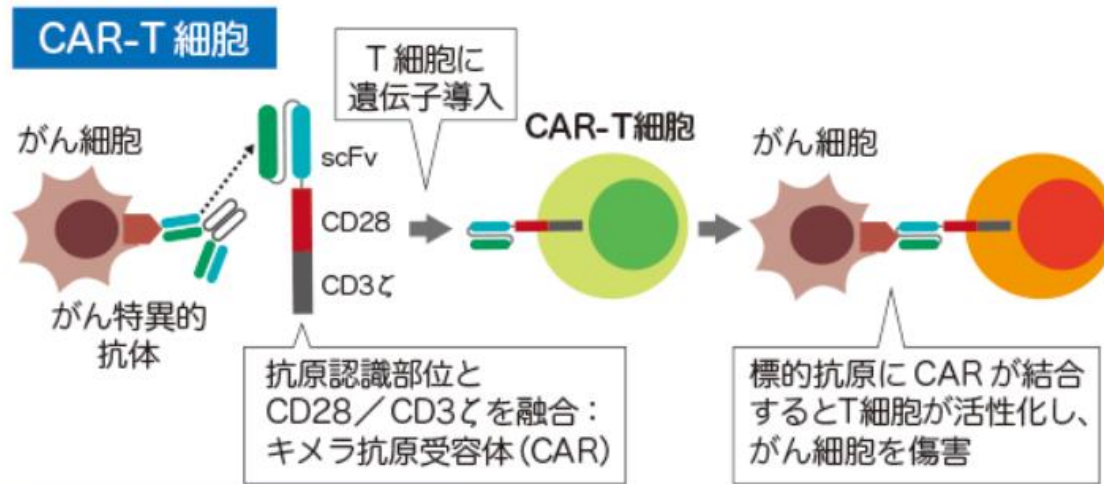 CAR-T 細胞
がん細胞
がん特異的
抗体
scFv
CD28
CD3ζ
抗原認識部位と
CD28／CD3ζを融合：
キメラ抗原受容体（CAR）
T 細胞に
遺伝子導入
CAR-T細胞
がん細胞
標的抗原に CAR が結合
するとT細胞が活性化し、
がん細胞を傷害